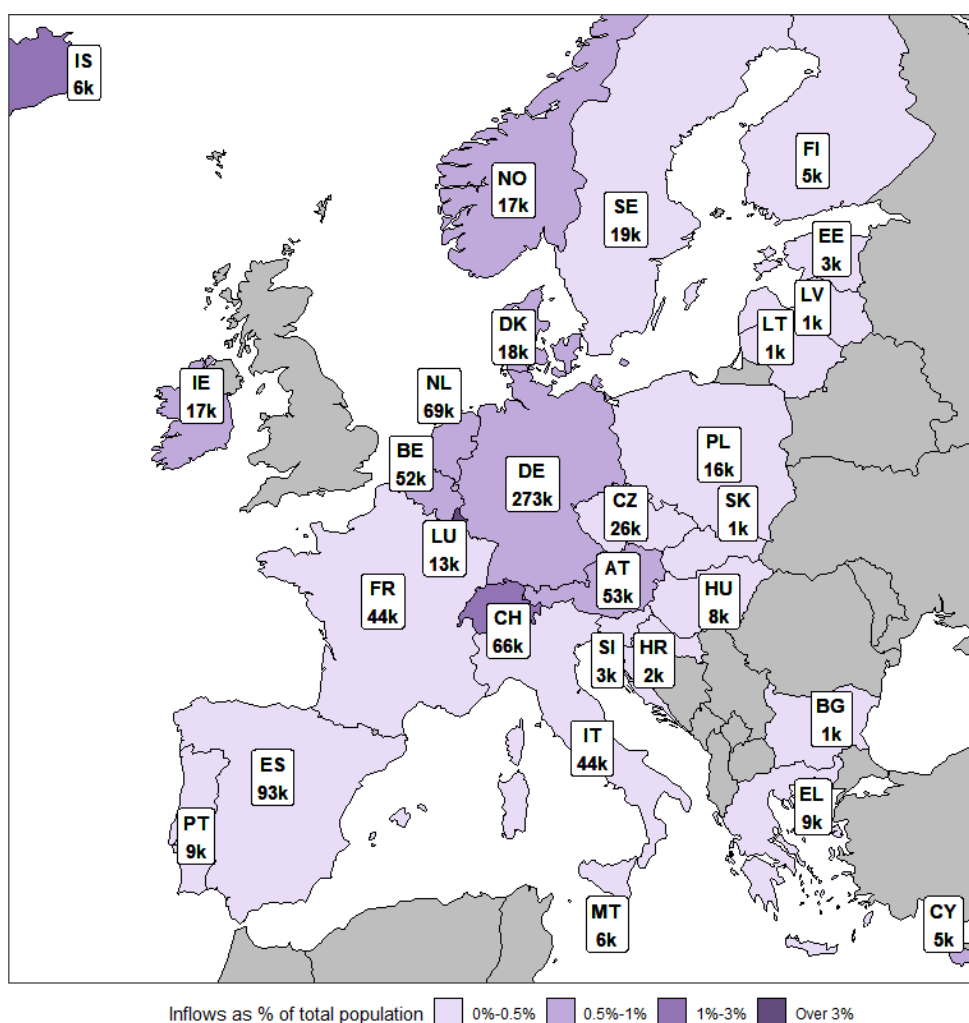 IS
6k
FI
5k
NO
17k
SE
19k
EE
3k
LV
1k
LT
1k
DK
18k
IE
17k
NL
69k
BE
52k
DE
273k
PL
16k
CZ
26k
SK
1k
LU
13k
AT
53k
FR
44k
HU
8k
CH
66k
SI
3k
HR
2k
BG
1k
IT
44k
ES
93k
EL
9k
PT
9k
MT
6k
CY
5k
Inflows as % of total population 0%-0.5% 0.5%-1% 1%-3% Over 3%